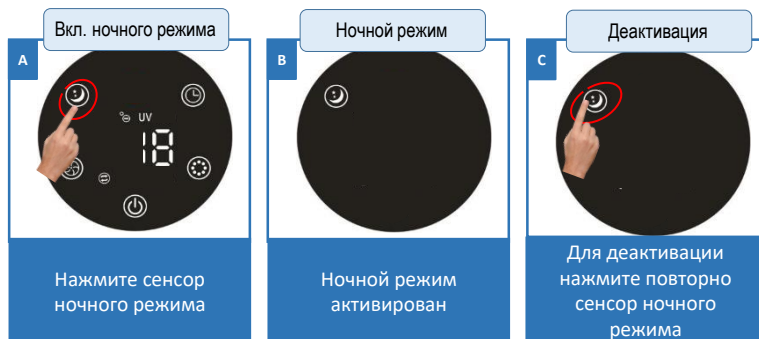 Вкл. ночного режима
Ночной режим
Деактивация
A
B
C
UV
18
Нажмите сенсор
ночного режима
Ночной режим
активирован
Для деактивации
нажмите повторно
сенсор ночного
режима